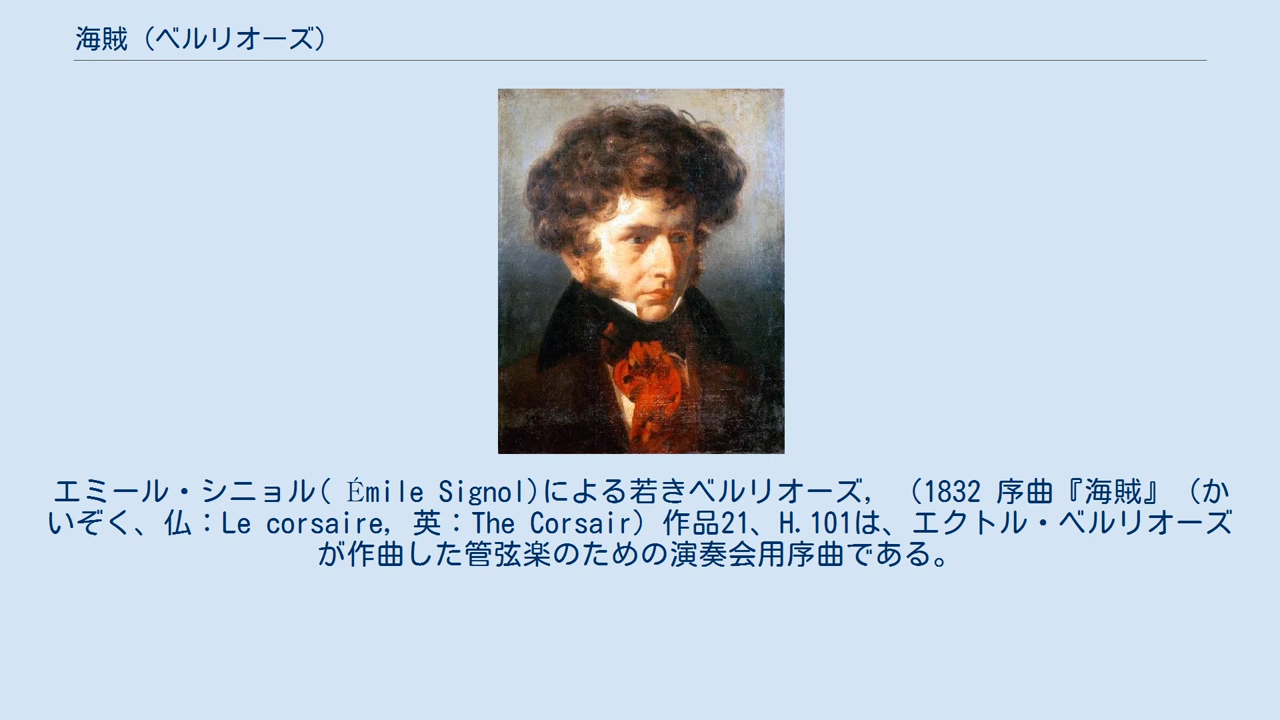 海賊（ベルリオーズ）
エミール・シニョル( Émile Signol)による若きベルリオーズ, （1832 序曲『海賊』（か
いぞく、仏：Le corsaire, 英：The Corsair）作品21、H.101は、エクトル・ベルリオーズ
が作曲した管弦楽のための演奏会用序曲である。